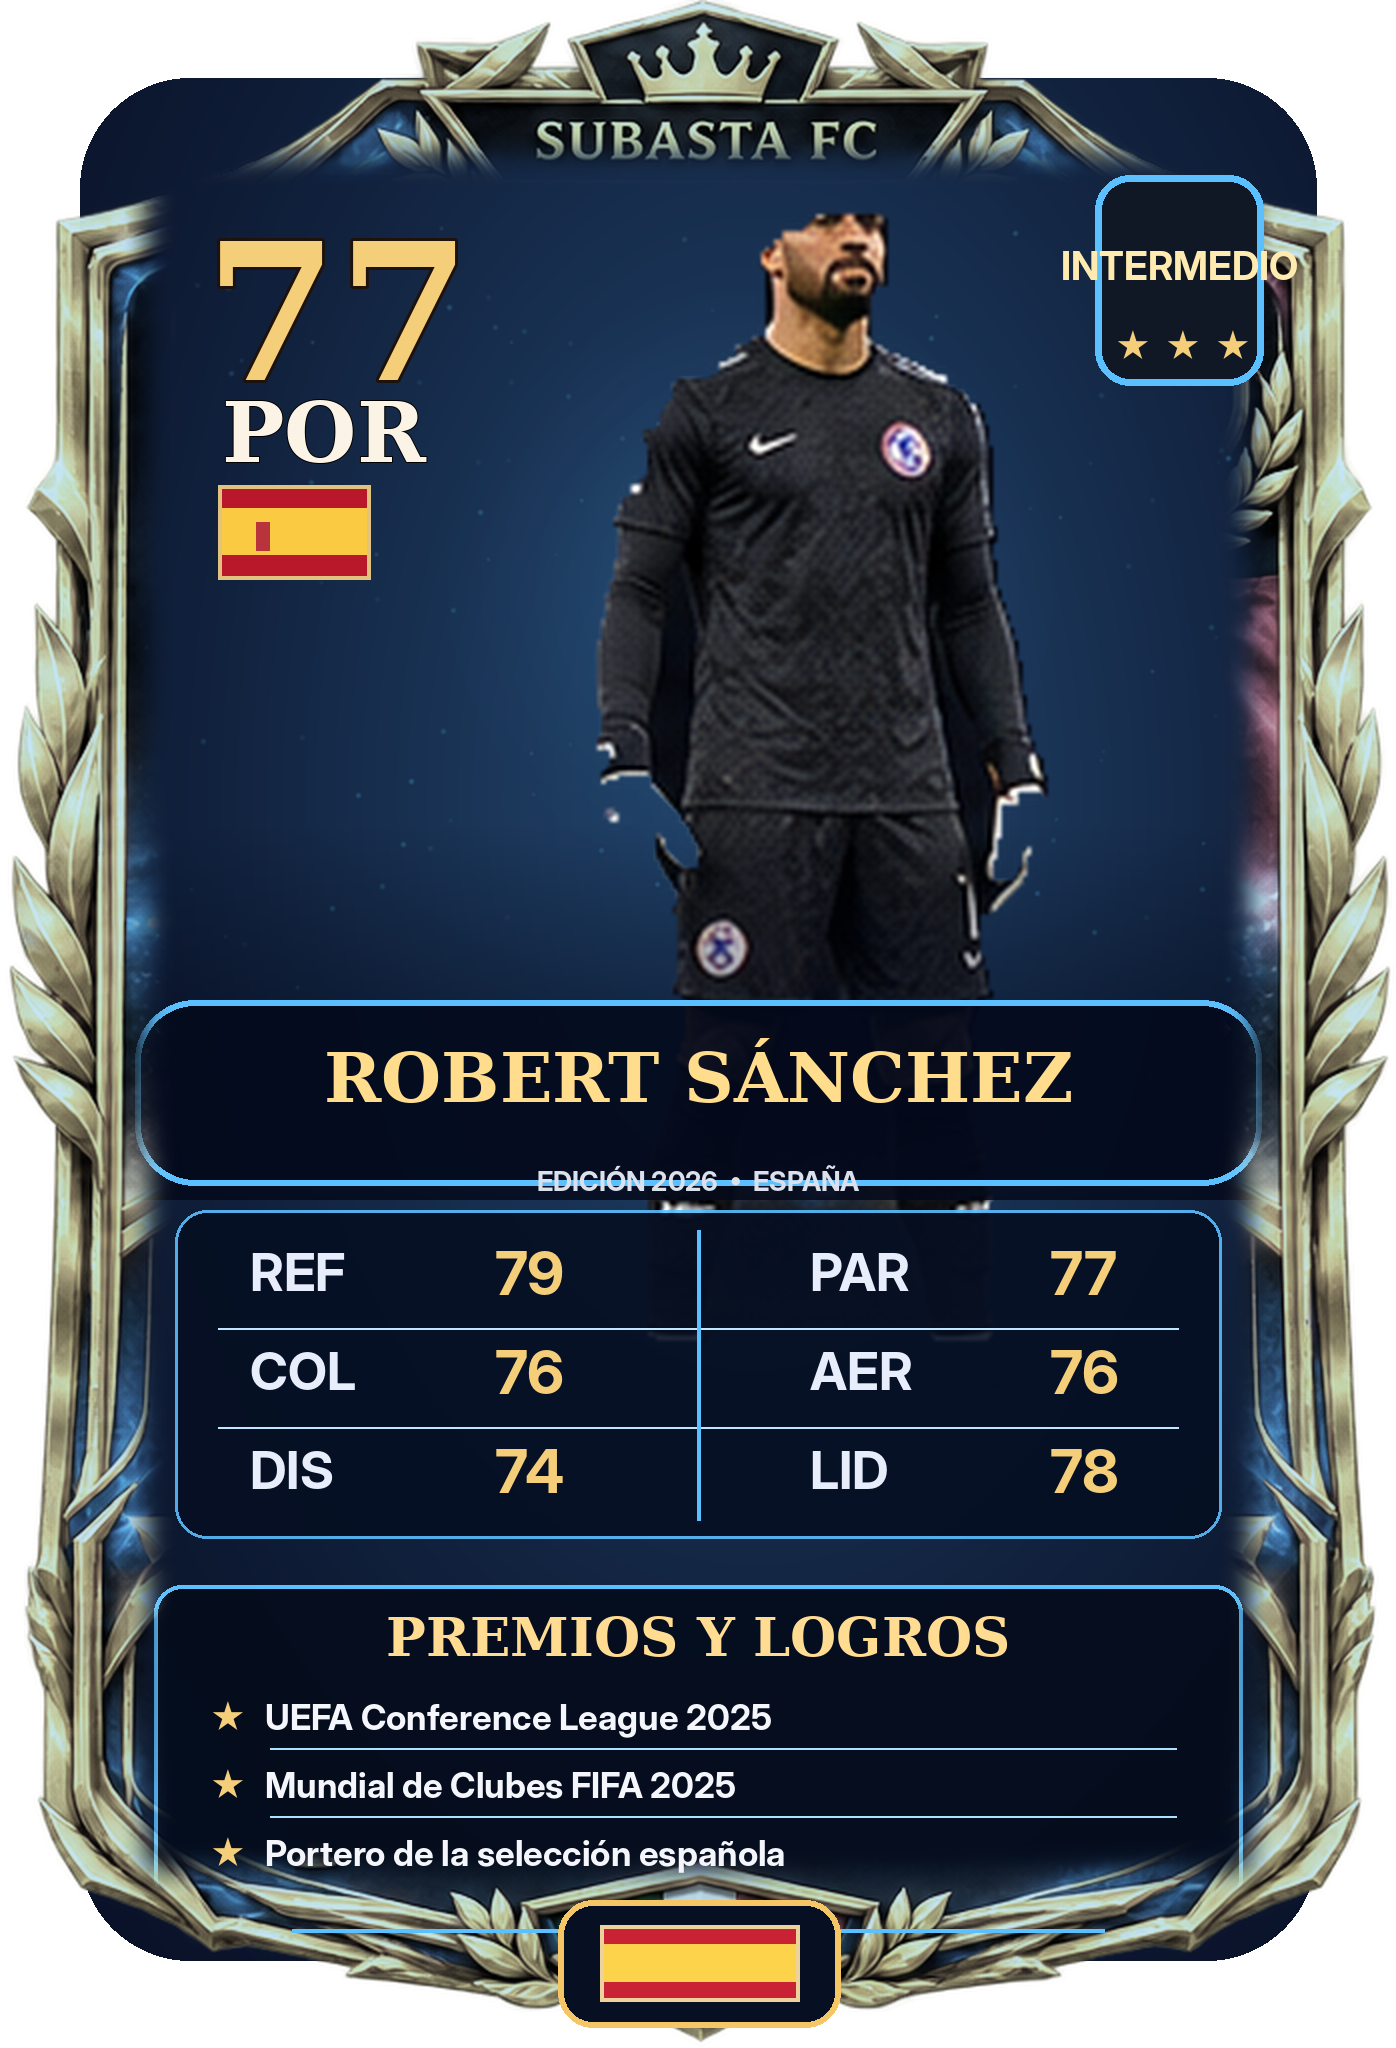 SUBASTA FC
77
POR
INTERMEDIO
★ ★ ★
ROBERT SÁNCHEZ
EDICIÓN 2026 • ESPAÑA
REF 79 PAR 77
COL 76 AER 76
DIS 74 LID 78
PREMIOS Y LOGROS
★ UEFA Conference League 2025
★ Mundial de Clubes FIFA 2025
★ Portero de la selección española